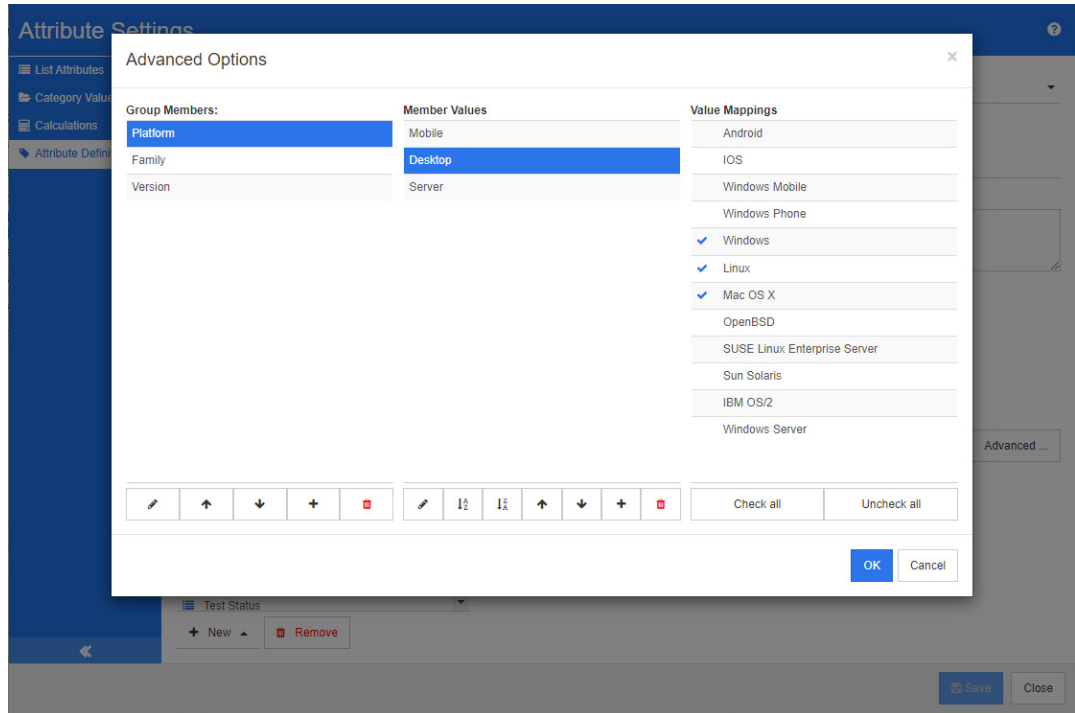 Attribute Settings
List Attributes
Category Value
Calculations
Attribute Defini
Advanced Options
×
Group Members:
Platform
Family
Version
Member Values
Mobile
Desktop
Server
Value Mappings
Android
IOS
Windows Mobile
Windows Phone
Windows
Linux
Mac OS X
OpenBSD
SUSE Linux Enterprise Server
Sun Solaris
IBM OS/2
Windows Server
Check all
Uncheck all
OK
Cancel
Advanced ...
Test Status
+ New
Remove
Save
Close